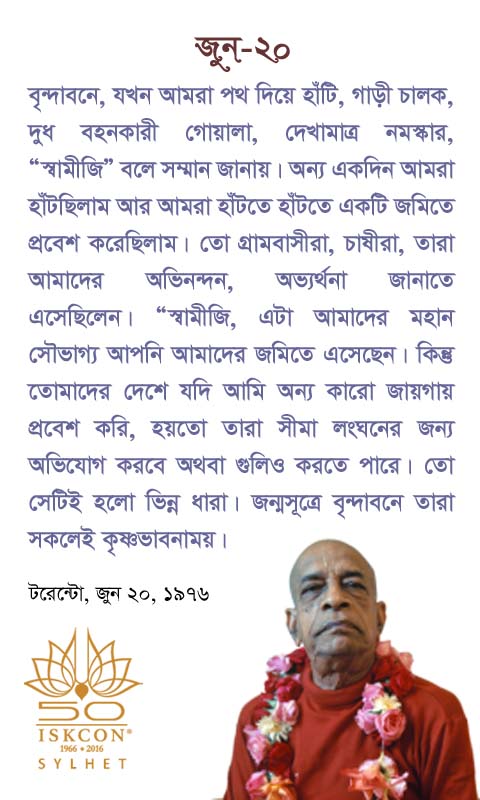 জুন-২০
বৃন্দাবনে, যখন আমরা পথ দিয়ে হাঁটি, গাড়ী চালক,
দুধ বহনকারী গোয়ালা, দেখামাত্র নমস্কার,
“স্বামীজি” বলে সম্মান জানায়। অন্য একদিন আমরা
হাঁটছিলাম আর আমরা হাঁটতে হাঁটতে একটি জমিতে
প্রবেশ করেছিলাম। তো গ্রামবাসীরা, চাষীরা, তারা
আমাদের অভিনন্দন, অভ্যর্থনা জানাতে
এসেছিলেন। “স্বামীজি, এটা আমাদের মহান
সৌভাগ্য আপনি আমাদের জমিতে এসেছেন। কিন্তু
তোমাদের দেশে যদি আমি অন্য কারো জায়গায়
প্রবেশ করি, হয়তো তারা সীমা লংঘনের জন্য
অভিযোগ করবে অথবা গুলিও করতে পারে। তো
সেটিই হলো ভিন্ন ধারা। জন্মসূত্রে বৃন্দাবনে তারা
সকলেই কৃষ্ণভাবনাময়।
টরেন্টো, জুন ২০, ১৯৭৬
50
ISKCON®
1966 • 2016
SYLHET